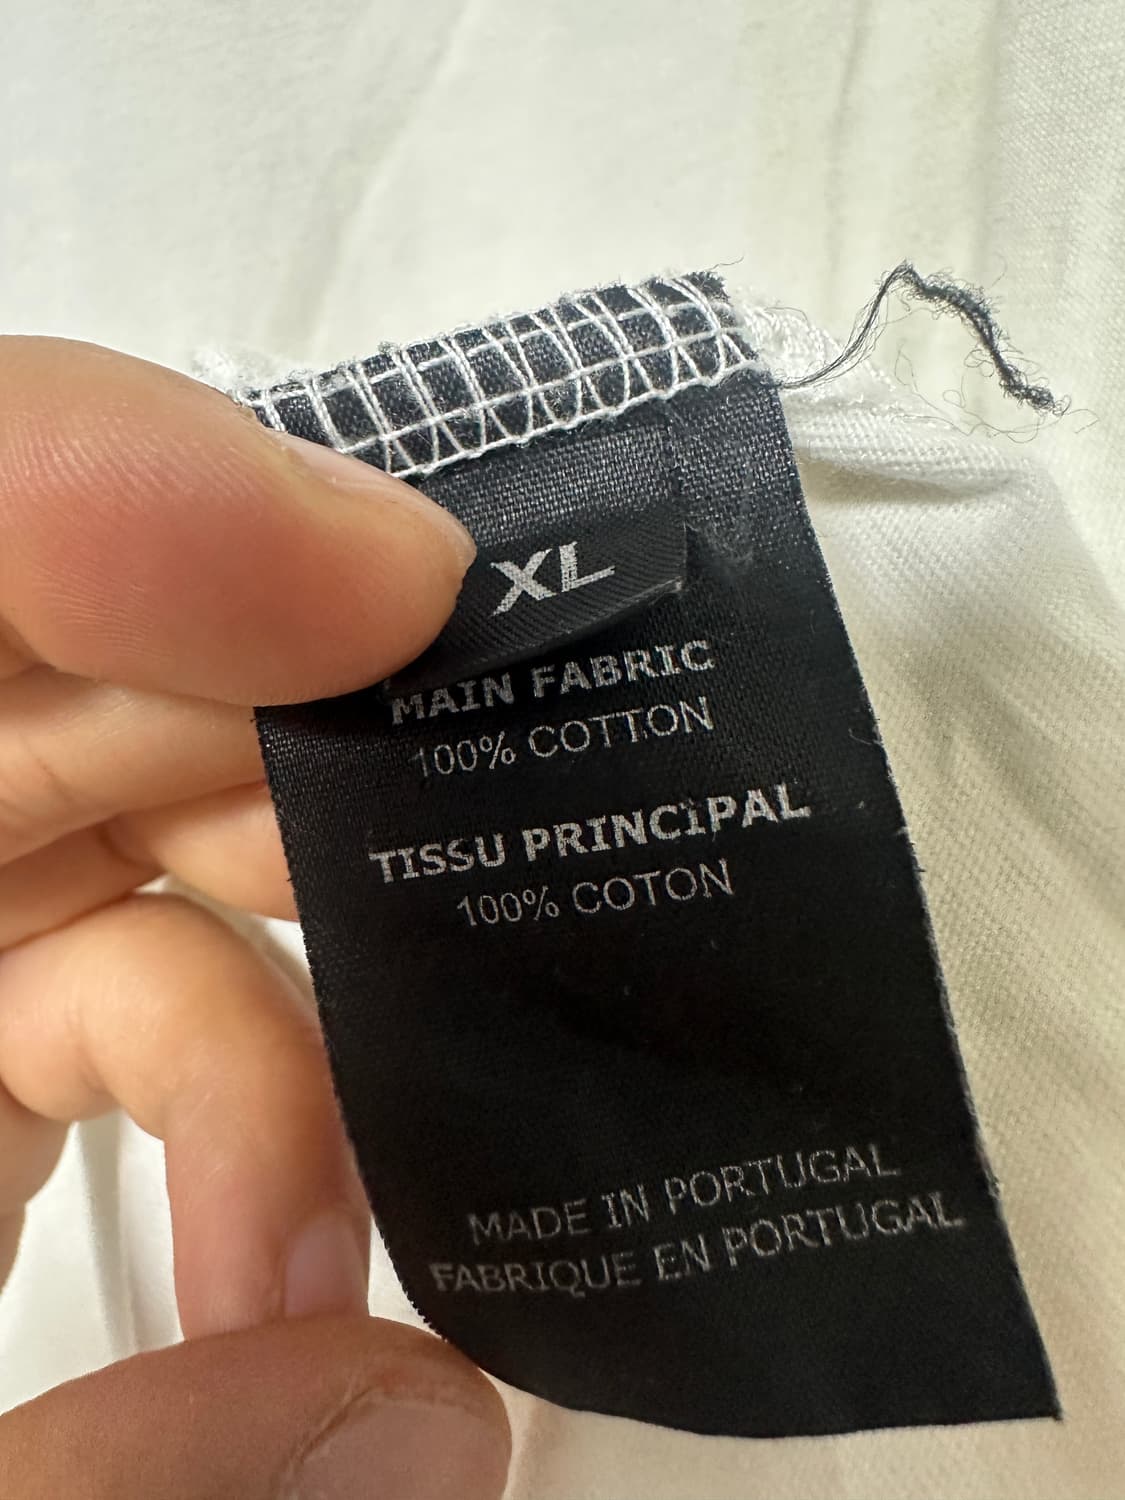 XL
MAIN FABRIC
100% COTTON
TISSU PRINCIPAL
100% COTON
MADE IN PORTUGAL
FABRIQUE EN PORTUGAL